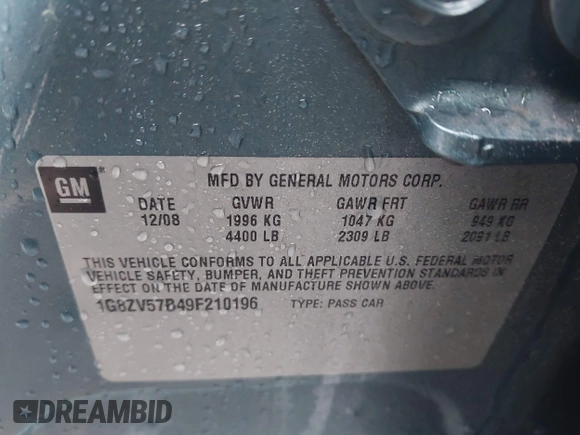 GM
MFD BY GENERAL MOTORS CORP.
DATE GVWR GAWR FRT GAWR RR
12/08 1996 KG 1047 KG 949 KG
4400 LB 2309 LB 2091 LB
THIS VEHICLE CONFORMS TO ALL APPLICABLE U.S. FEDERAL MOTOR
VEHICLE SAFETY, BUMPER, AND THEFT PREVENTION STANDARDS IN
EFFECT ON THE DATE OF MANUFACTURE SHOWN ABOVE.
1G8ZV57B49F210196 TYPE: PASS CAR
DREAMBID